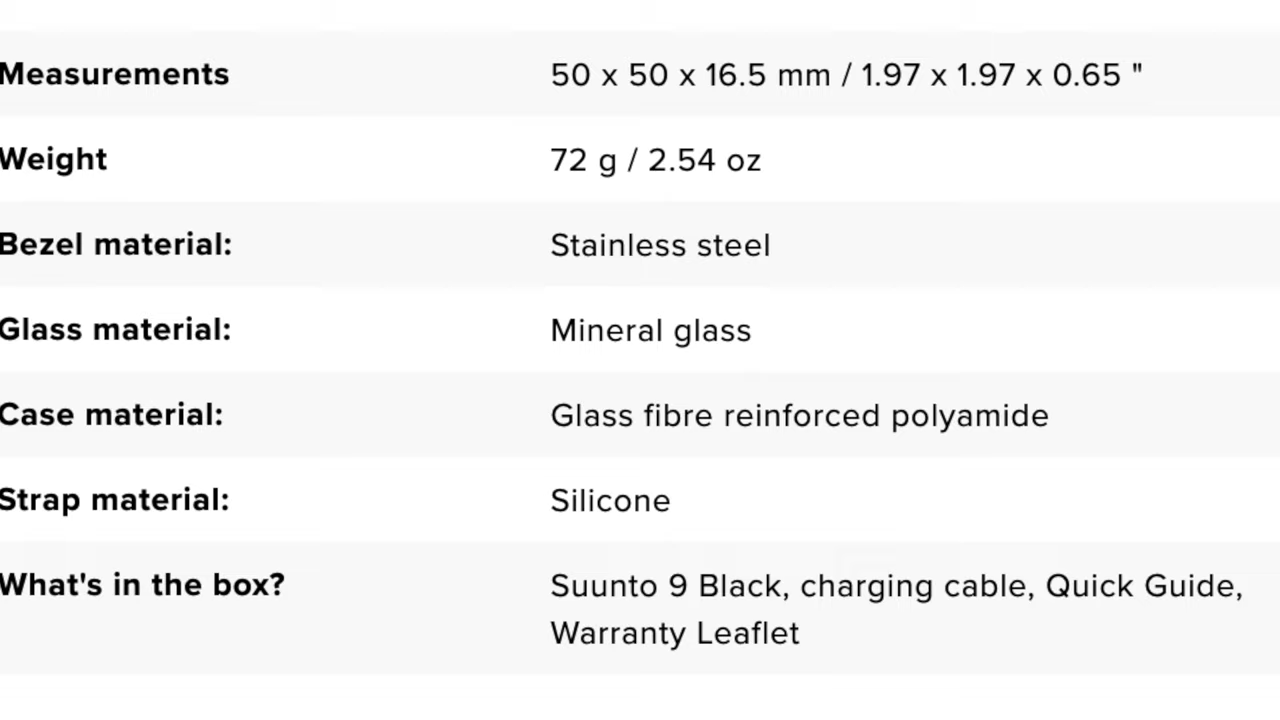 Measurements 50 x 50 x 16.5 mm / 1.97 x 1.97 x 0.65 "
Weight 72 g / 2.54 oz
Bezel material: Stainless steel
Glass material: Mineral glass
Case material: Glass fibre reinforced polyamide
Strap material: Silicone
What's in the box? Suunto 9 Black, charging cable, Quick Guide,
Warranty Leaflet